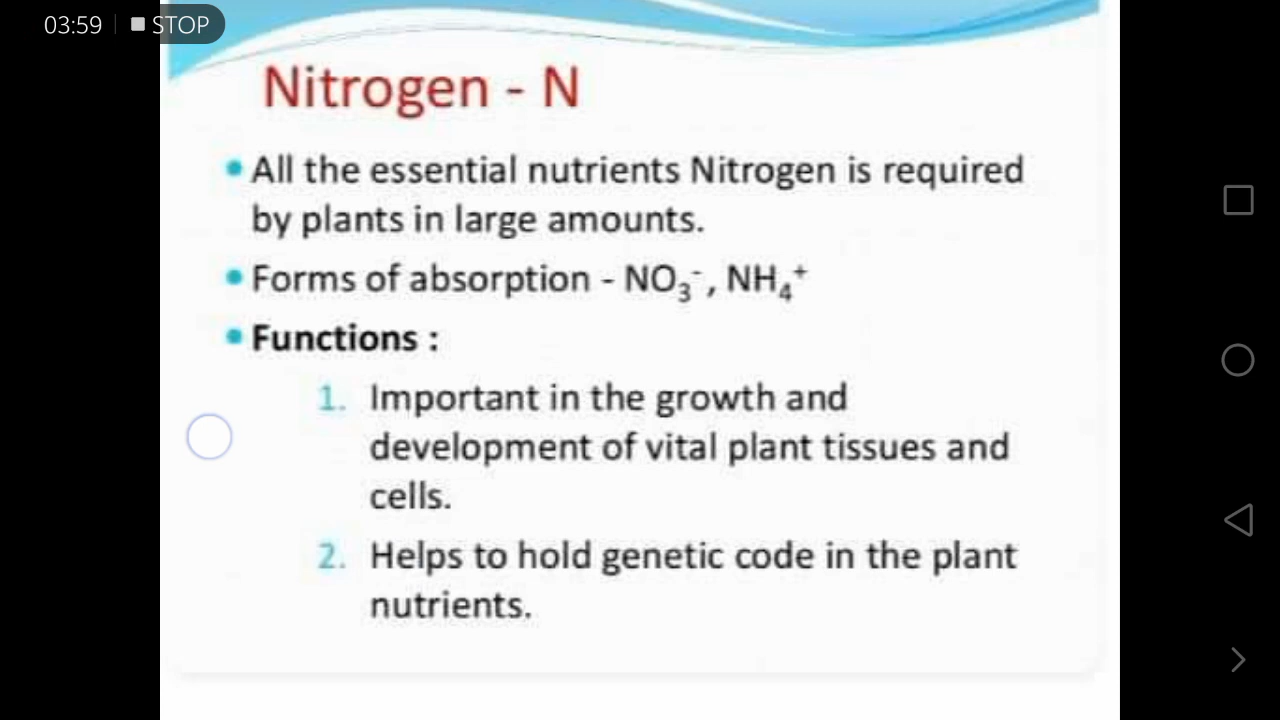 03:59 STOP
Nitrogen - N
• All the essential nutrients Nitrogen is required
by plants in large amounts.
• Forms of absorption - NO₃⁻, NH₄⁺
• Functions :
1. Important in the growth and
development of vital plant tissues and
cells.
2. Helps to hold genetic code in the plant
nutrients.